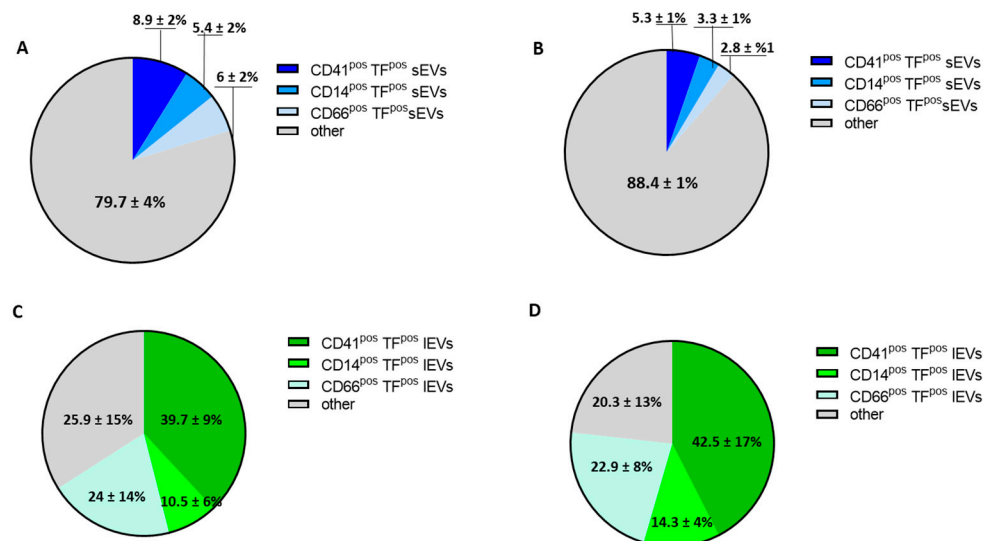 A
8.9 ± 2%
5.4 ± 2%
6 ± 2%
CD41pos TFpos sEVs
CD14pos TFpos sEVs
CD66pos TFpossEVs
other
79.7 ± 4%
B
5.3 ± 1%
3.3 ± 1%
2.8 ± %1
CD41pos TFpos sEVs
CD14pos TFpos sEVs
CD66pos TFpos sEVs
other
88.4 ± 1%
C
CD41pos TFpos lEVs
CD14pos TFpos lEVs
CD66pos TFpos lEVs
other
25.9 ± 15%
39.7 ± 9%
24 ± 14%
10.5 ± 6%
D
CD41pos TFpos lEVs
CD14pos TFpos lEVs
CD66pos TFpos lEVs
other
20.3 ± 13%
42.5 ± 17%
22.9 ± 8%
14.3 ± 4%